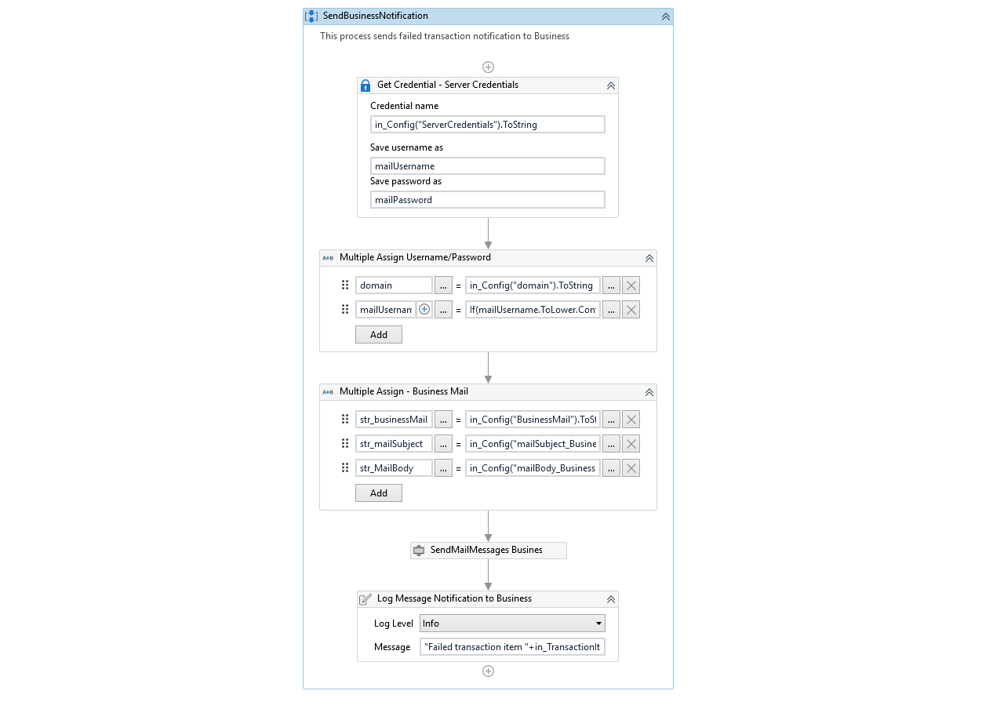 SendBusinessNotification
This process sends failed transaction notification to Business
Get Credential - Server Credentials
Credential name
in_Config("ServerCredentials").ToString
Save username as
mailUsername
Save password as
mailPassword
A+B Multiple Assign Username/Password
domain ... = in_Config("domain").ToString ...
mailUsernan ... = If(mailUsername.ToLower.Con ...
Add
A+B Multiple Assign - Business Mail
str_businessMail ... = in_Config("BusinessMail").ToSt ...
str_mailSubject ... = in_Config("mailSubject_Busine ...
str_MailBody ... = in_Config("mailBody_Business ...
Add
SendMailMessages Busines
Log Message Notification to Business
Log Level Info
Message "Failed transaction item "+in_TransactionIt